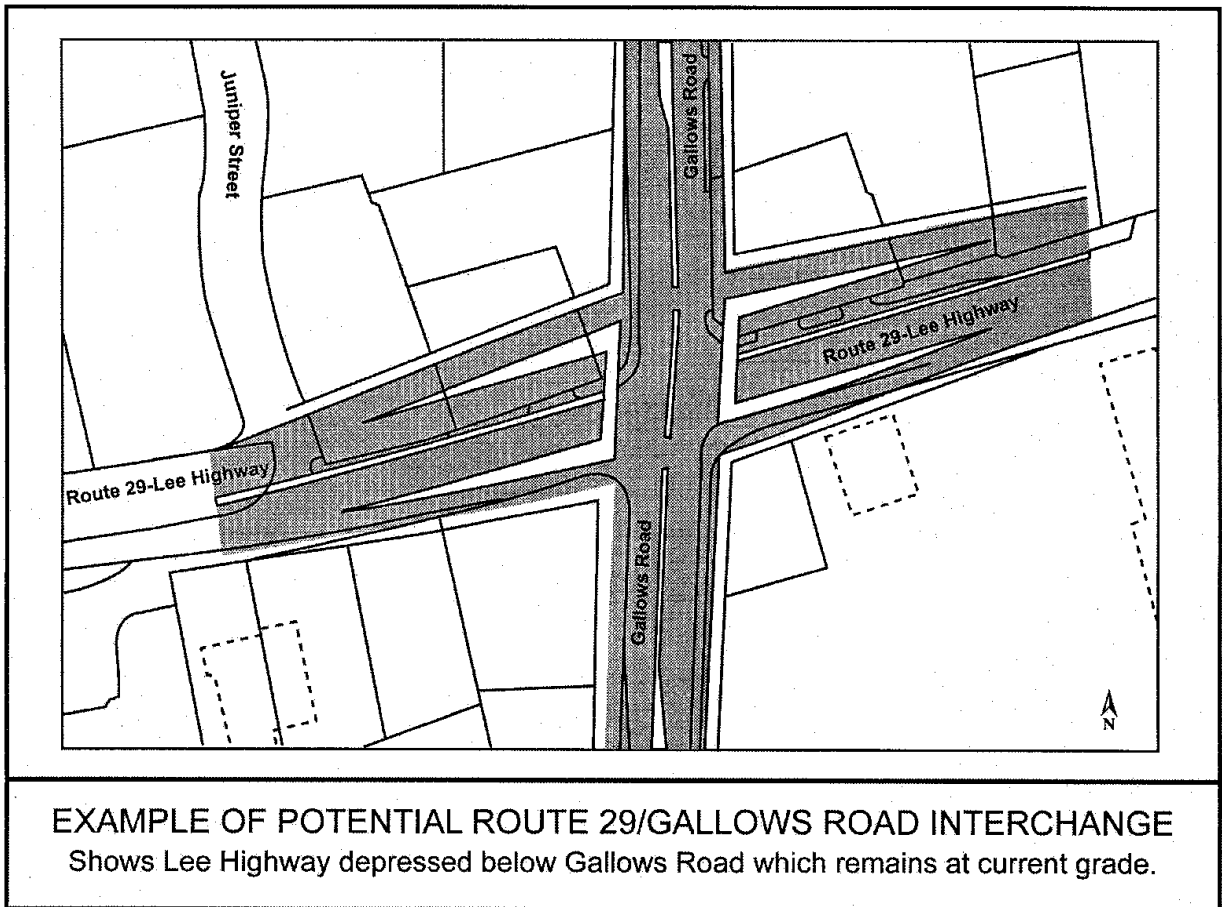 Juniper Street
Gallows Road
Route 29-Lee Highway
Route 29-Lee Highway
Gallows Road
N
EXAMPLE OF POTENTIAL ROUTE 29/GALLOWS ROAD INTERCHANGE
Shows Lee Highway depressed below Gallows Road which remains at current grade.